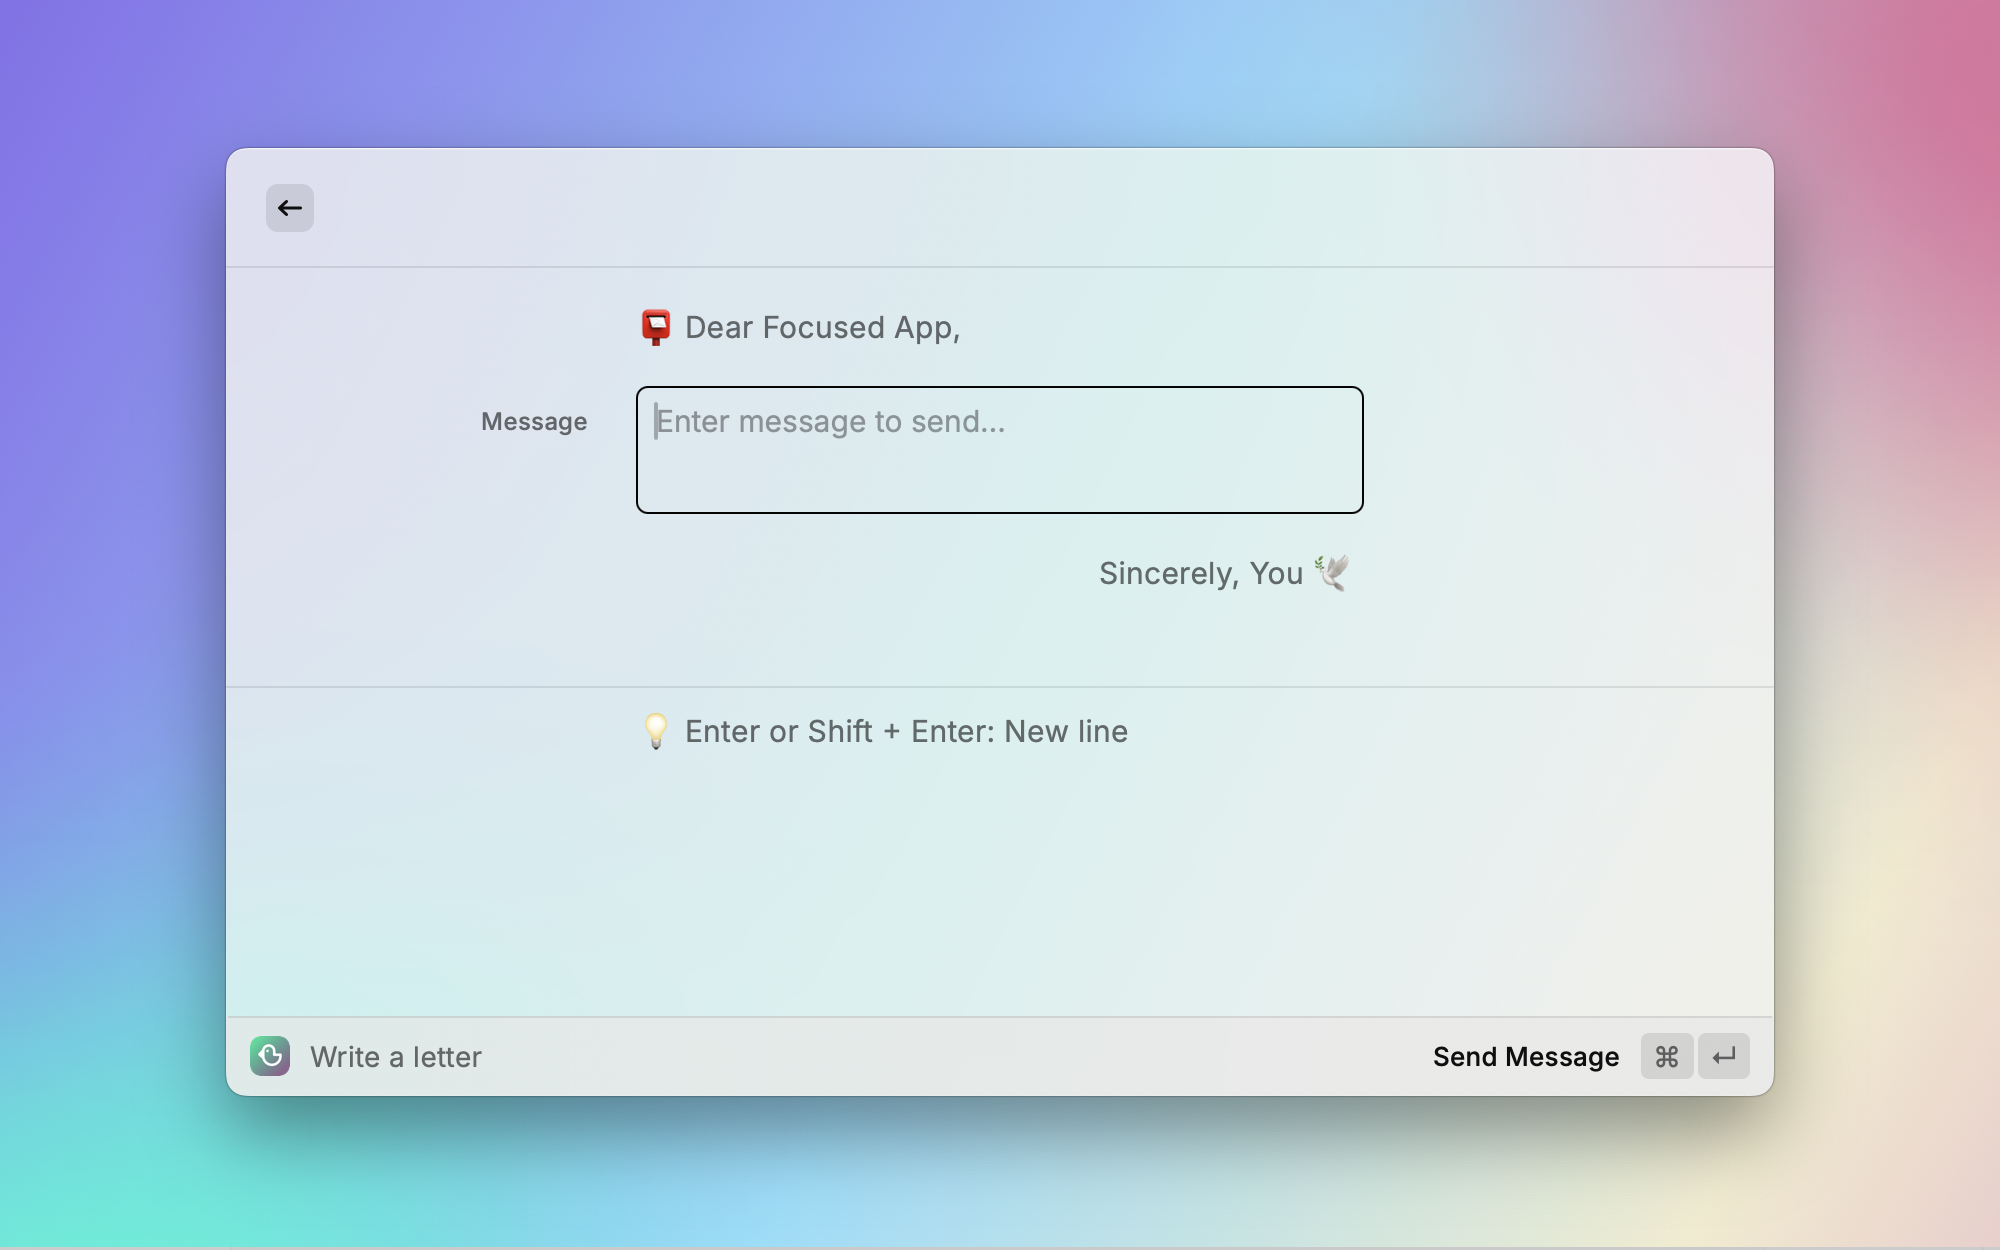 📮 Dear Focused App,
Message
Enter message to send...
Sincerely, You 🕊️
💡 Enter or Shift + Enter: New line
Write a letter
Send Message ⌘ ↵